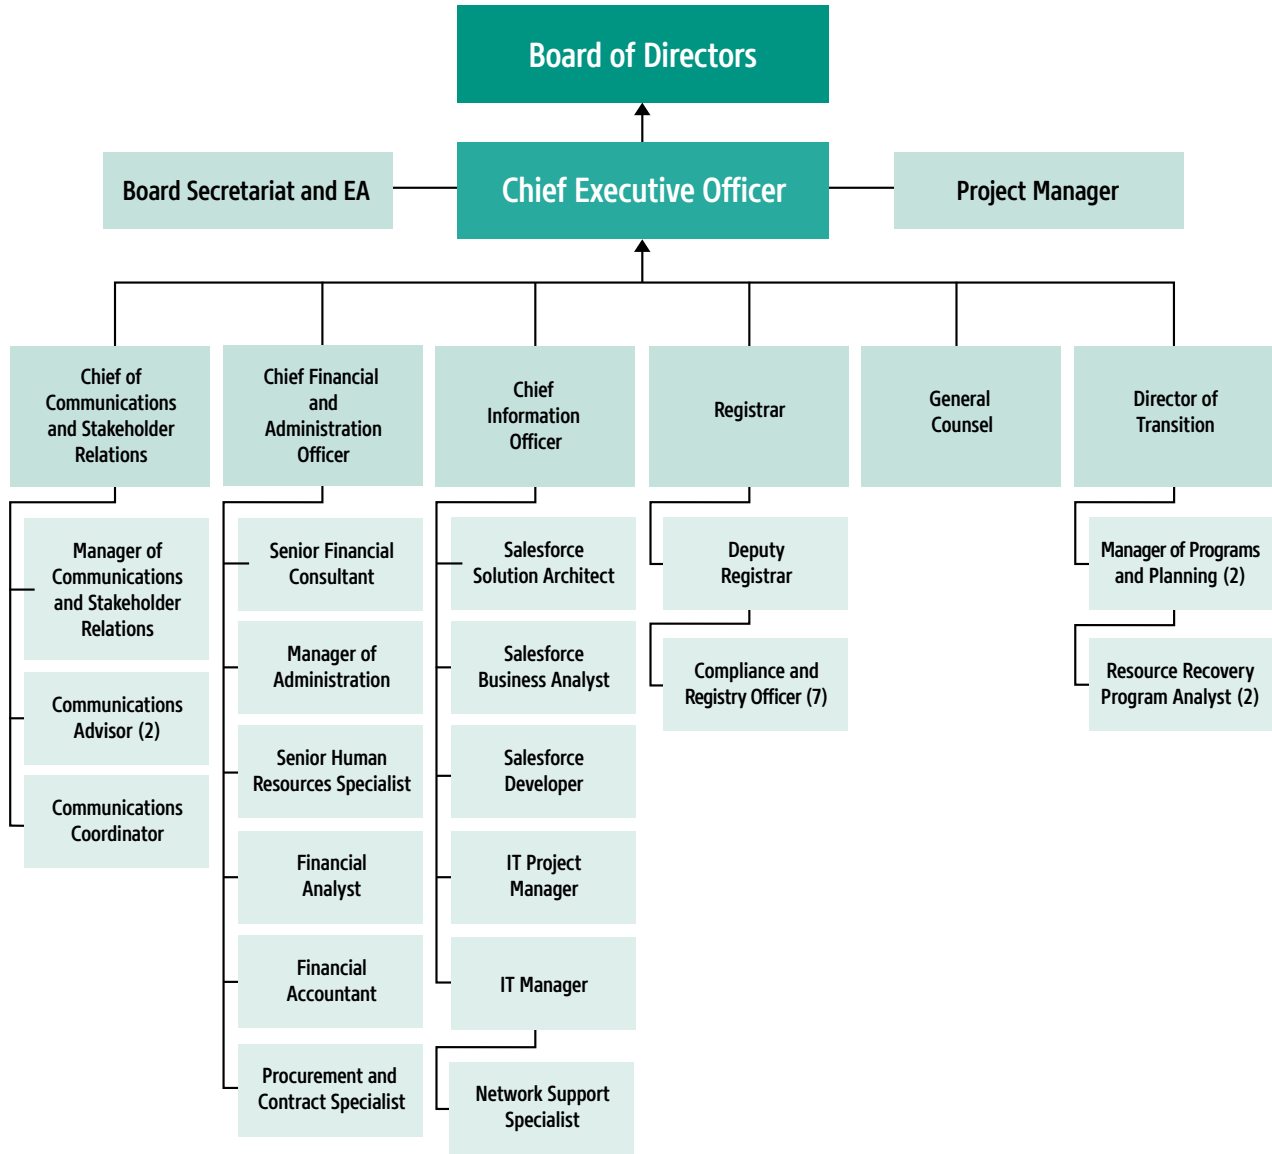 Board of Directors
Board Secretariat and EA
Chief Executive Officer
Project Manager
Chief of
Communications
and Stakeholder
Relations
Chief Financial
and
Administration
Officer
Chief
Information
Officer
Registrar
General
Counsel
Director of
Transition
Manager of
Communications
and Stakeholder
Relations
Communications
Advisor (2)
Communications
Coordinator
Senior Financial
Consultant
Manager of
Administration
Senior Human
Resources Specialist
Financial
Analyst
Financial
Accountant
Procurement and
Contract Specialist
Salesforce
Solution Architect
Salesforce
Business Analyst
Salesforce
Developer
IT Project
Manager
IT Manager
Network Support
Specialist
Deputy
Registrar
Compliance and
Registry Officer (7)
Manager of Programs
and Planning (2)
Resource Recovery
Program Analyst (2)